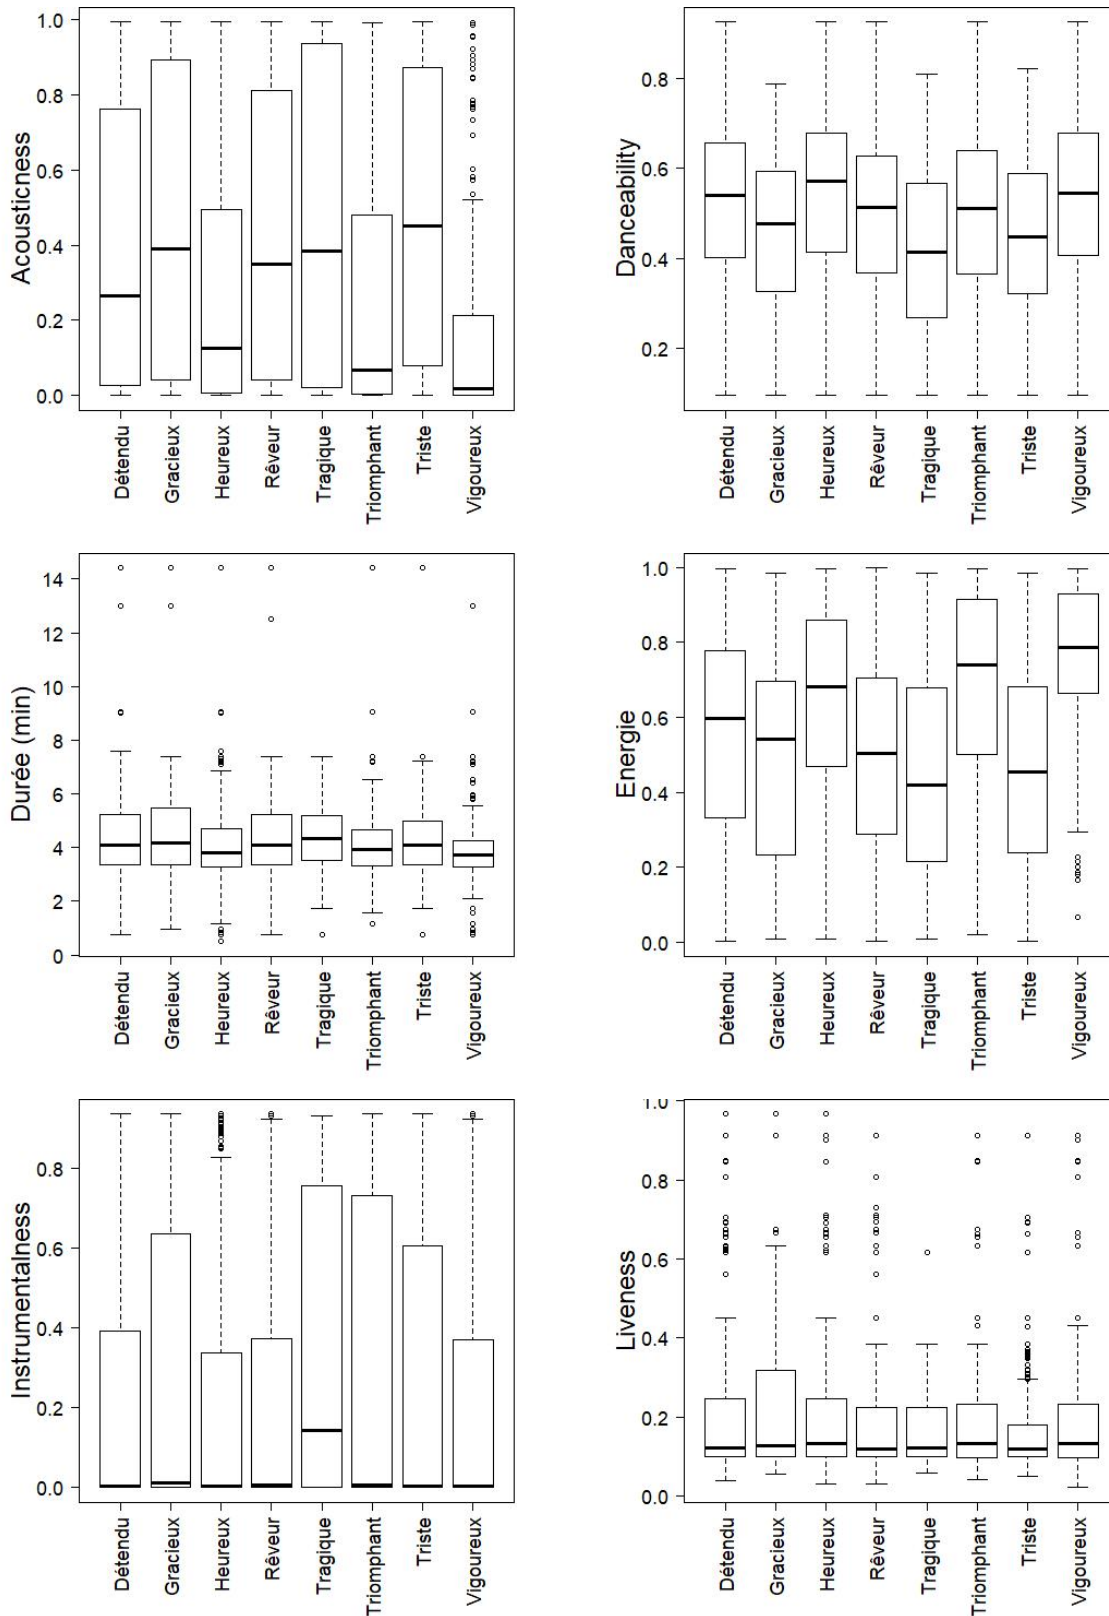 Acousticness
1.0
0.8
0.6
0.4
0.2
0.0
Détendu
Gracieux
Heureux
Rêveur
Tragique
Triomphant
Triste
Vigoureux
Danceability
0.8
0.6
0.4
0.2
Détendu
Gracieux
Heureux
Rêveur
Tragique
Triomphant
Triste
Vigoureux
Durée (min)
14
12
10
8
6
4
2
0
Détendu
Gracieux
Heureux
Rêveur
Tragique
Triomphant
Triste
Vigoureux
Energie
1.0
0.8
0.6
0.4
0.2
0.0
Détendu
Gracieux
Heureux
Rêveur
Tragique
Triomphant
Triste
Vigoureux
Instrumentalness
0.8
0.6
0.4
0.2
0.0
Détendu
Gracieux
Heureux
Rêveur
Tragique
Triomphant
Triste
Vigoureux
Liveness
1.0
0.8
0.6
0.4
0.2
0.0
Détendu
Gracieux
Heureux
Rêveur
Tragique
Triomphant
Triste
Vigoureux